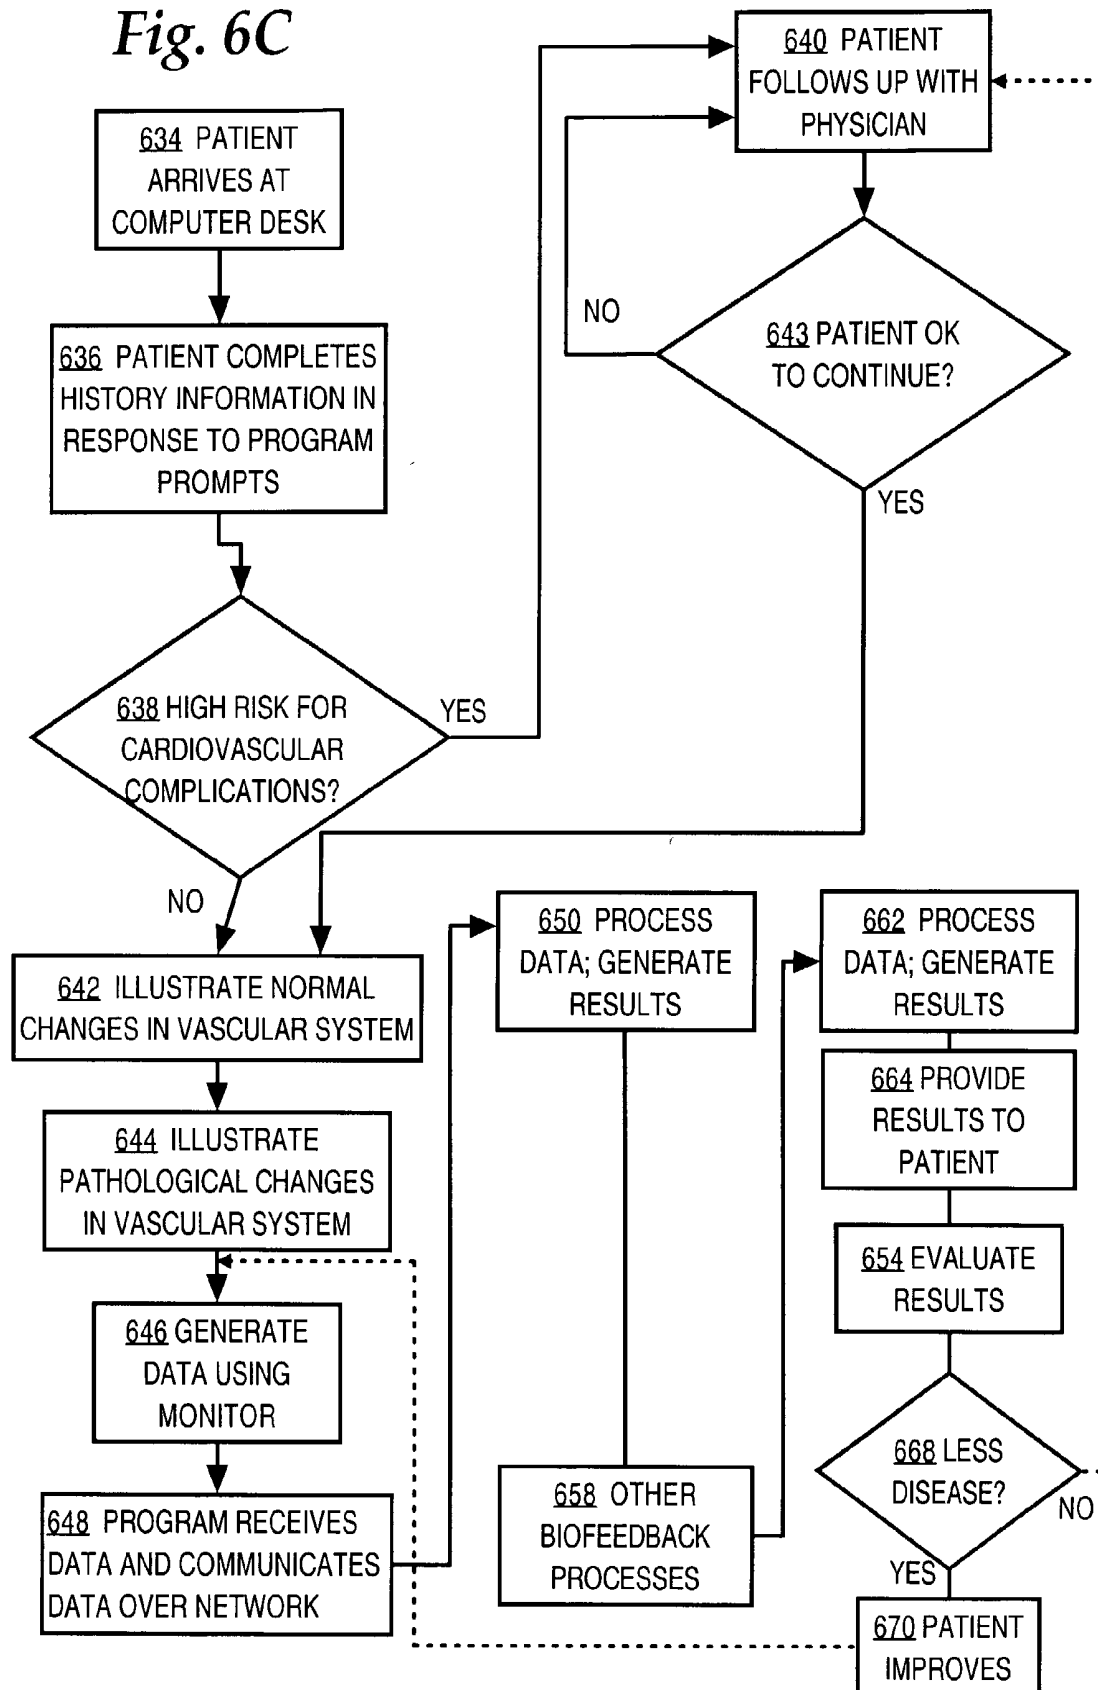 Fig. 6C
634 PATIENT
ARRIVES AT
COMPUTER DESK
636 PATIENT COMPLETES
HISTORY INFORMATION IN
RESPONSE TO PROGRAM
PROMPTS
638 HIGH RISK FOR
CARDIOVASCULAR
COMPLICATIONS?
YES
NO
640 PATIENT
FOLLOWS UP WITH
PHYSICIAN
643 PATIENT OK
TO CONTINUE?
NO
YES
642 ILLUSTRATE NORMAL
CHANGES IN VASCULAR SYSTEM
644 ILLUSTRATE
PATHOLOGICAL CHANGES
IN VASCULAR SYSTEM
646 GENERATE
DATA USING
MONITOR
648 PROGRAM RECEIVES
DATA AND COMMUNICATES
DATA OVER NETWORK
650 PROCESS
DATA; GENERATE
RESULTS
658 OTHER
BIOFEEDBACK
PROCESSES
662 PROCESS
DATA; GENERATE
RESULTS
664 PROVIDE
RESULTS TO
PATIENT
654 EVALUATE
RESULTS
668 LESS
DISEASE?
NO
YES
670 PATIENT
IMPROVES